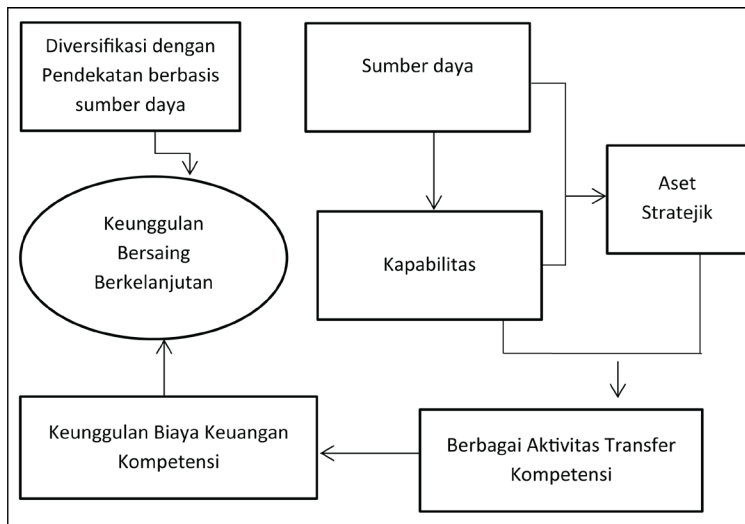 Diversifikasi dengan
Pendekatan berbasis
sumber daya
Sumber daya
Aset
Stratejik
Keunggulan
Bersaing
Berkelanjutan
Kapabilitas
Keunggulan Biaya Keuangan
Kompetensi
Berbagai Aktivitas Transfer
Kompetensi